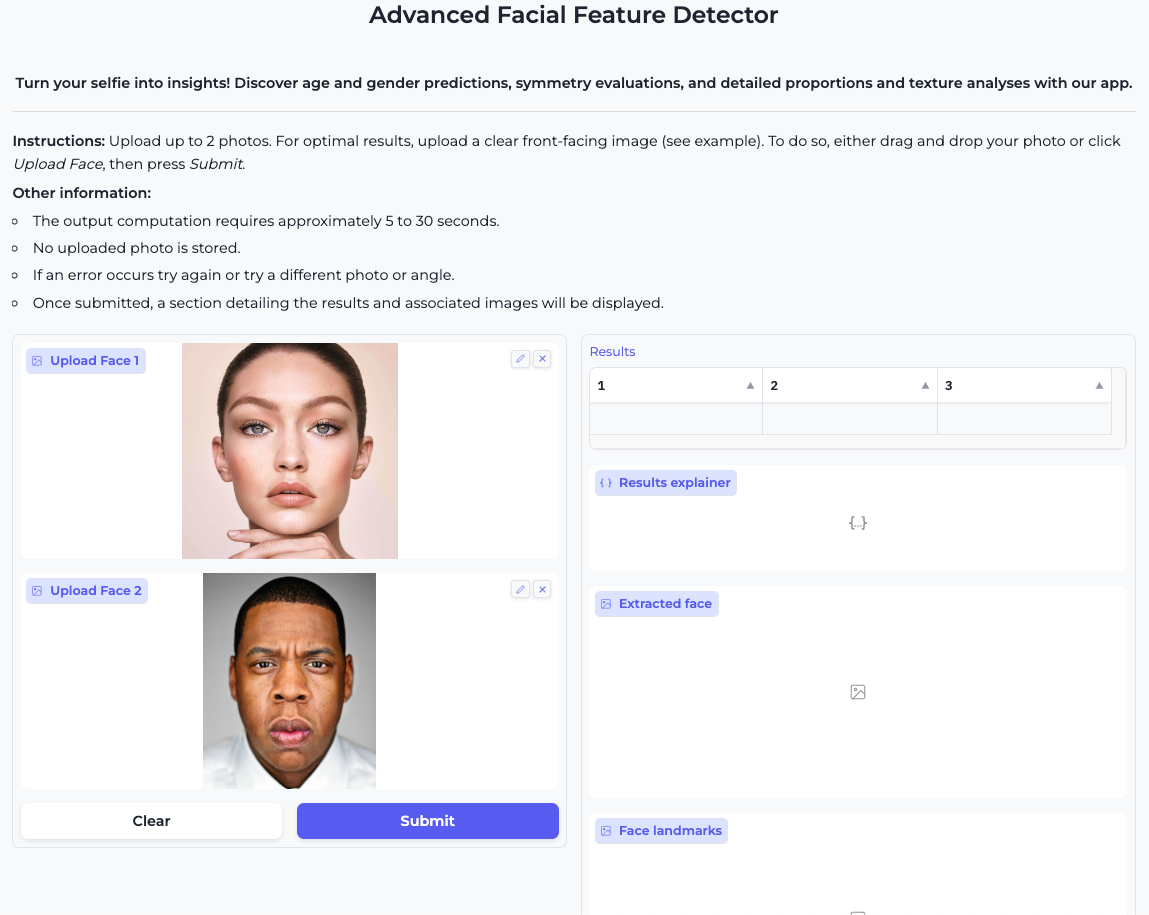 Advanced Facial Feature Detector
Turn your selfie into insights! Discover age and gender predictions, symmetry evaluations, and detailed proportions and texture analyses with our app.
Instructions: Upload up to 2 photos. For optimal results, upload a clear front-facing image (see example). To do so, either drag and drop your photo or click
Upload Face, then press Submit.
Other information:
The output computation requires approximately 5 to 30 seconds.
No uploaded photo is stored.
If an error occurs try again or try a different photo or angle.
Once submitted, a section detailing the results and associated images will be displayed.
Upload Face 1
Upload Face 2
Clear
Submit
Results
1
2
3
Results explainer
Extracted face
Face landmarks